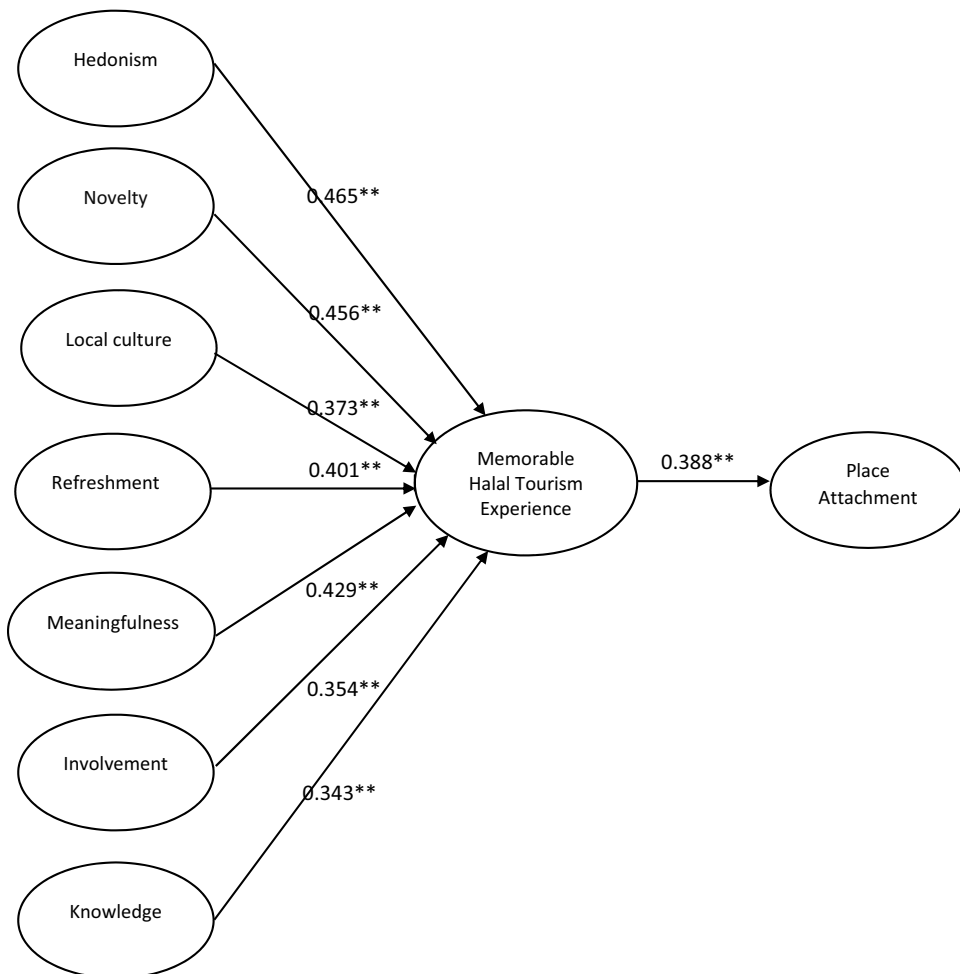 Hedonism
0.465**
Novelty
0.456**
Local culture
0.373**
Refreshment
0.401**
Memorable
Halal Tourism
Experience
0.388**
Place
Attachment
Meaningfulness
0.429**
Involvement
0.354**
Knowledge
0.343**